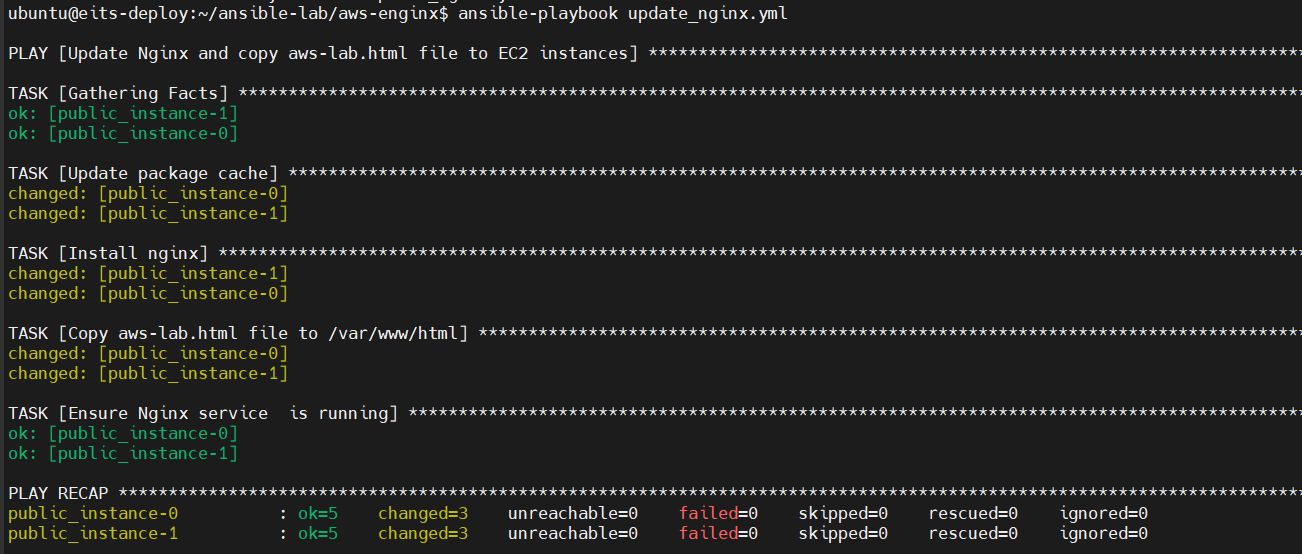 ubuntu@eits-deploy:~/ansible-lab/aws-enginx$ ansible-playbook update_nginx.yml
PLAY [Update Nginx and copy aws-lab.html file to EC2 instances] ******************************************************************
TASK [Gathering Facts] ***********************************************************************************************************
ok: [public_instance-1]
ok: [public_instance-0]
TASK [Update package cache] ******************************************************************************************************
changed: [public_instance-0]
changed: [public_instance-1]
TASK [Install nginx] *************************************************************************************************************
changed: [public_instance-1]
changed: [public_instance-0]
TASK [Copy aws-lab.html file to /var/www/html] ***********************************************************************************
changed: [public_instance-0]
changed: [public_instance-1]
TASK [Ensure Nginx service  is running] ******************************************************************************************
ok: [public_instance-0]
ok: [public_instance-1]
PLAY RECAP ***********************************************************************************************************************
public_instance-0          : ok=5    changed=3    unreachable=0    failed=0    skipped=0    rescued=0    ignored=0
public_instance-1          : ok=5    changed=3    unreachable=0    failed=0    skipped=0    rescued=0    ignored=0